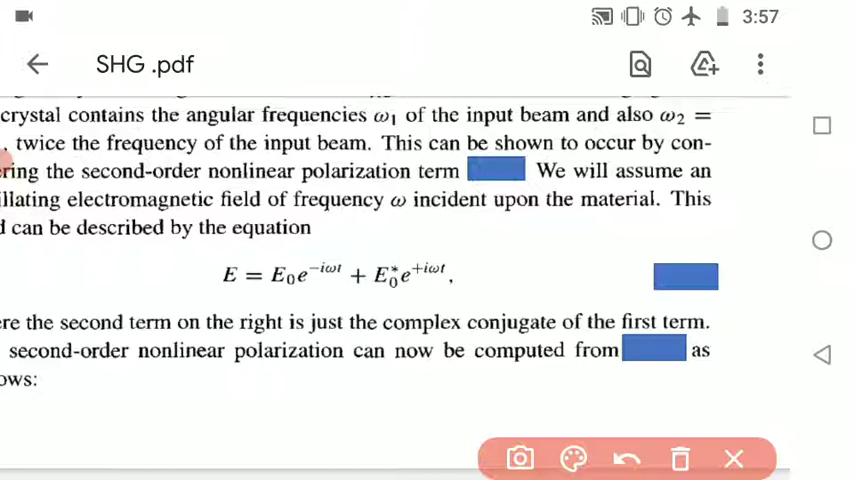 3:57
SHG .pdf
crystal contains the angular frequencies ω₁ of the input beam and also ω₂ =
, twice the frequency of the input beam. This can be shown to occur by con-
ering the second-order nonlinear polarization term We will assume an
illating electromagnetic field of frequency ω incident upon the material. This
d can be described by the equation
E = E₀e^{−iωt} + E₀*e^{+iωt},
re the second term on the right is just the complex conjugate of the first term.
second-order nonlinear polarization can now be computed from as
ows: